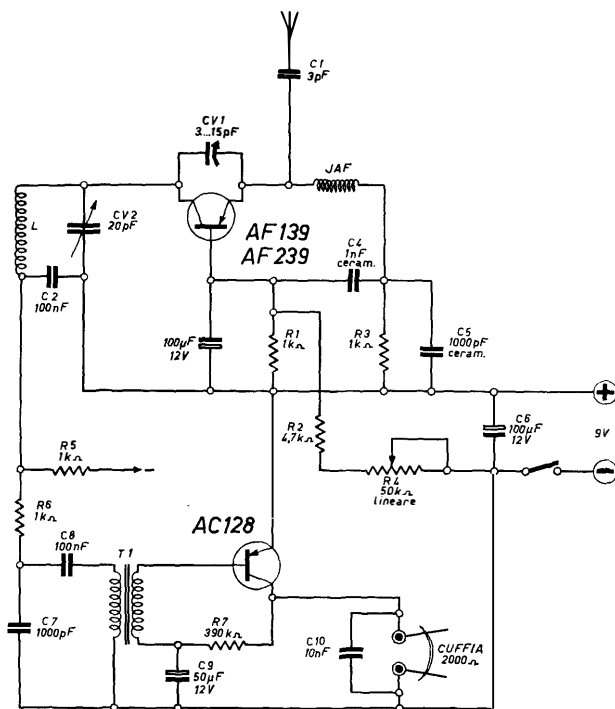 C1
3pF
CV1
3...15pF
JAF
L
CV2
20pF
AF139
AF239
C4
1nF
ceram.
C2
100nF
100µF
12V
R1
1kΩ
R3
1kΩ
C5
1000pF
ceram.
+
R2
4,7kΩ
C6
100µF
12V
9V
R5
1kΩ
-
R4
50kΩ
lineare
-
R6
1kΩ
AC128
C8
100nF
T1
C7
1000pF
R7
390kΩ
C9
50µF
12V
C10
10nF
CUFFIA
2000Ω